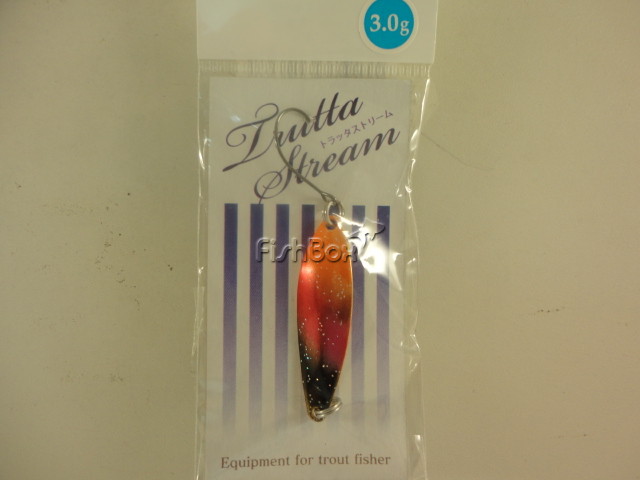 3.0g
Trutta
トラッタストリーム
Stream
FishBox
Equipment for trout fisher